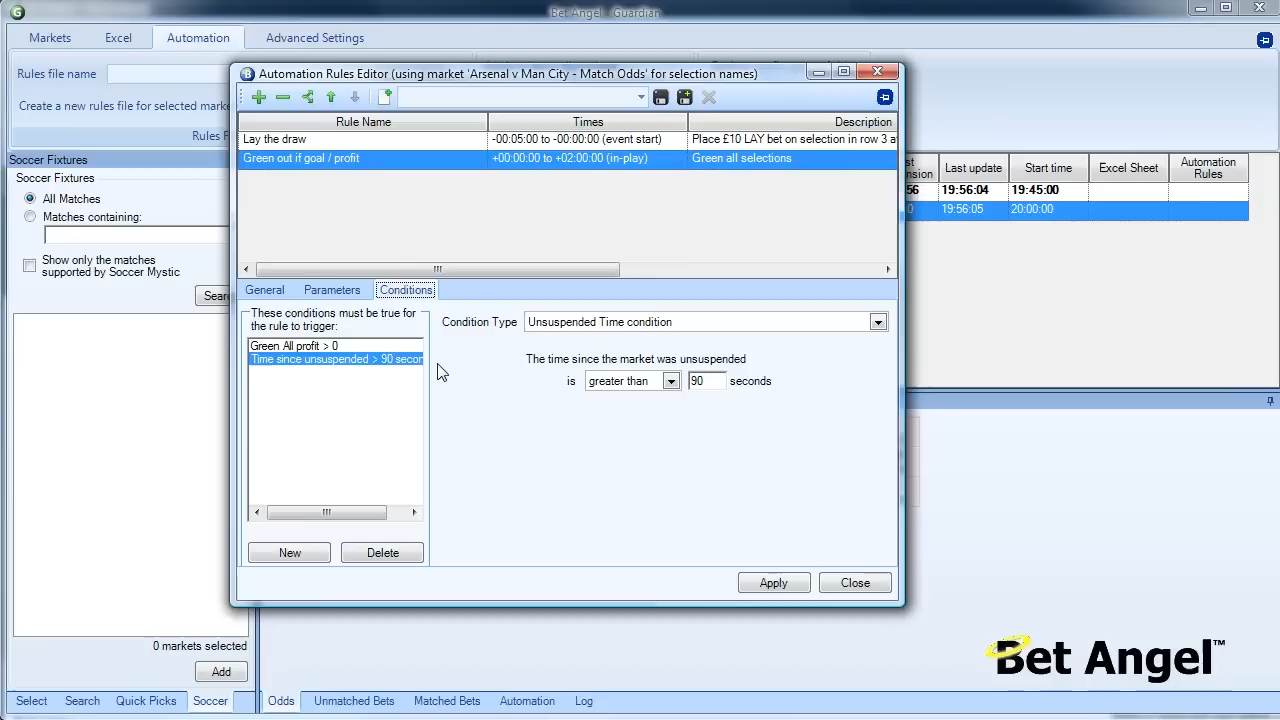 Bet Angel - Guardian
Markets
Excel
Automation
Advanced Settings
Rules file name
Create a new rules file for selected marke
Rules F
Soccer Fixtures
Soccer Fixtures
All Matches
Matches containing:
Show only the matches
supported by Soccer Mystic
Sear
0 markets selected
Add
Select
Search
Quick Picks
Soccer
Automation Rules Editor (using market 'Arsenal v Man City - Match Odds' for selection names)
Rule Name
Times
Description
Lay the draw
-00:05:00 to -00:00:00 (event start)
Place £10 LAY bet on selection in row 3 a
Green out if goal / profit
+00:00:00 to +02:00:00 (in-play)
Green all selections
General
Parameters
Conditions
These conditions must be true for
the rule to trigger:
Green All profit > 0
Time since unsuspended > 90 secon
New
Delete
Condition Type
Unsuspended Time condition
The time since the market was unsuspended
is
greater than
90
seconds
Apply
Close
Last update
Start time
Excel Sheet
Automation
Rules
56
19:56:04
19:45:00
0
19:56:05
20:00:00
Odds
Unmatched Bets
Matched Bets
Automation
Log
Bet Angel™